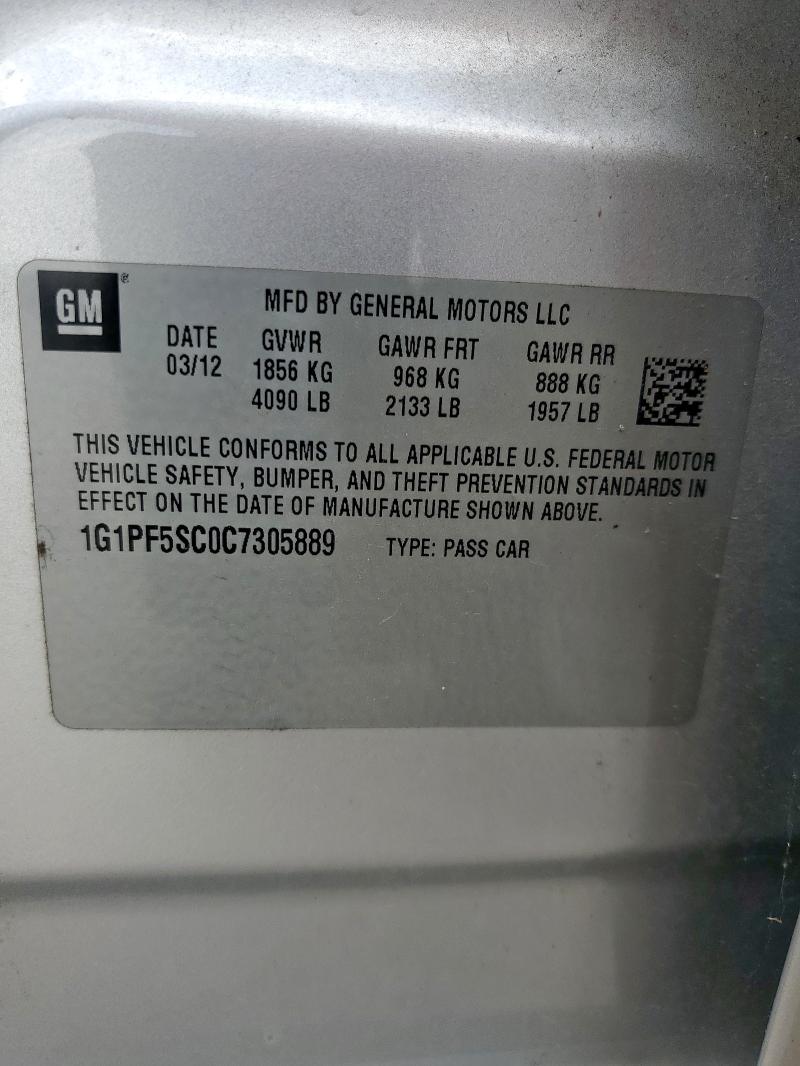 GM®
MFD BY GENERAL MOTORS LLC
DATE GVWR GAWR FRT GAWR RR
03/12 1856 KG 968 KG 888 KG
4090 LB 2133 LB 1957 LB
THIS VEHICLE CONFORMS TO ALL APPLICABLE U.S. FEDERAL MOTOR
VEHICLE SAFETY, BUMPER, AND THEFT PREVENTION STANDARDS IN
EFFECT ON THE DATE OF MANUFACTURE SHOWN ABOVE.
1G1PF5SC0C7305889 TYPE: PASS CAR